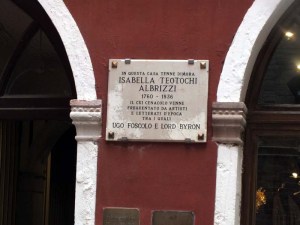 IN QUESTA CASA TENNE DIMORA
ISABELLA TEOTOCHI
ALBRIZZI
1760 - 1836
IL CUI CENACOLO VENNE
FREQUENTATO DA ARTISTI
E LETTERATI D'EPOCA
TRA I QUALI
UGO FOSCOLO E LORD BYRON